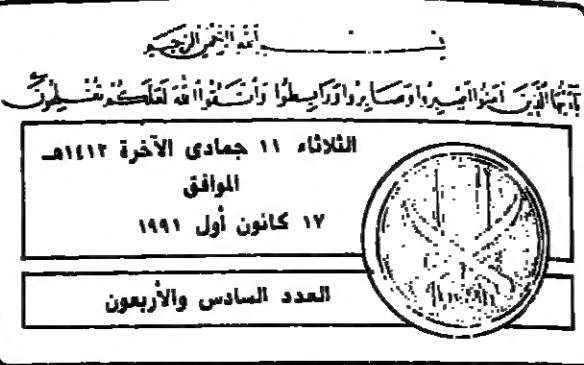 بسم الله الرحمن الرحيم
يا أيها الذين آمنوا اصبروا وصابروا ورابطوا واتقوا الله لعلكم تفلحون
الثلاثاء ١١ جمادى الآخرة ١٤١٢هـ
الموافق
١٧ كانون أول ١٩٩١
العدد السادس والأربعون